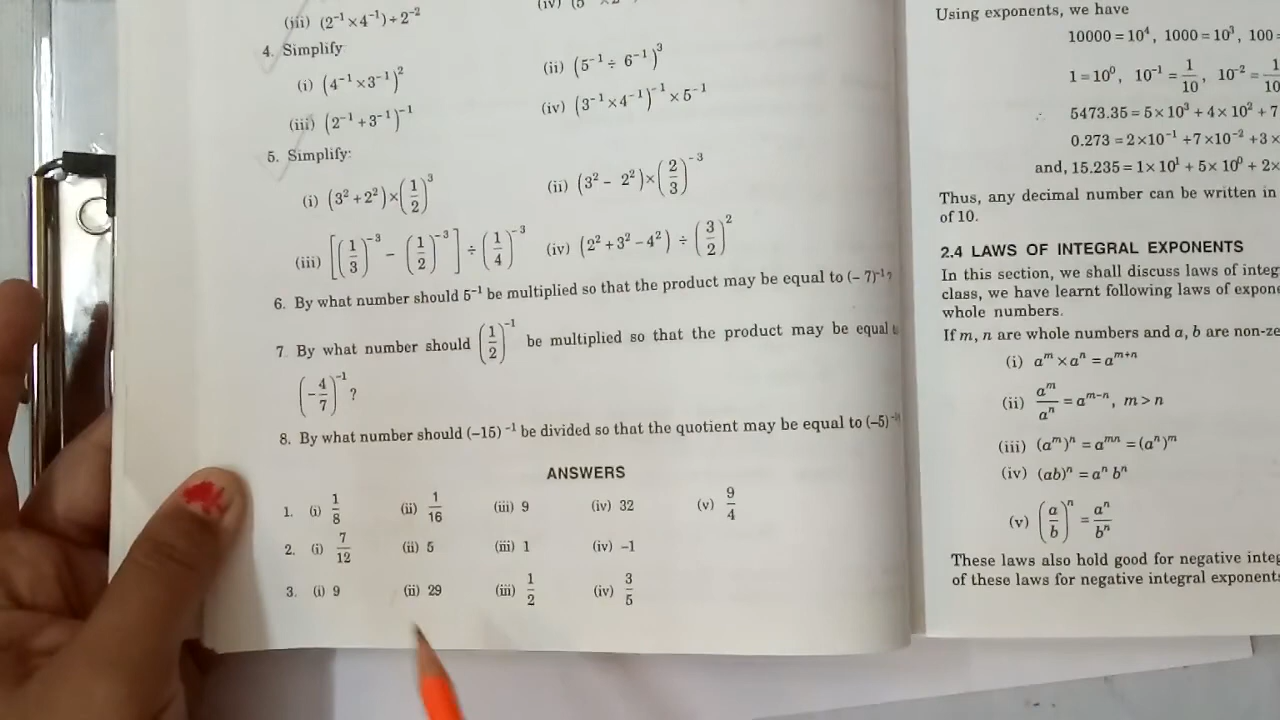 (iii) (2⁻¹ × 4⁻¹) ÷ 2⁻²
4. Simplify
(i) (4⁻¹ × 3⁻¹)²
(ii) (5⁻¹ ÷ 6⁻¹)³
(iii) (2⁻¹ + 3⁻¹)⁻¹
(iv) (3⁻¹ × 4⁻¹)⁻¹ × 5⁻¹
5. Simplify:
(i) (3² + 2²) × (1/2)³
(ii) (3² − 2²) × (2/3)⁻³
(iii) [(1/3)⁻³ − (1/2)⁻³] ÷ (1/4)⁻³
(iv) (2² + 3² − 4²) ÷ (3/2)²
6. By what number should 5⁻¹ be multiplied so that the product may be equal to (− 7)⁻¹?
7. By what number should (1/2)⁻¹ be multiplied so that the product may be equal
(−4/7)⁻¹ ?
8. By what number should (−15)⁻¹ be divided so that the quotient may be equal to (−5)⁻¹
ANSWERS
1. (i) 1/8 (ii) 1/16 (iii) 9 (iv) 32 (v) 9/4
2. (i) 7/12 (ii) 5 (iii) 1 (iv) −1
3. (i) 9 (ii) 29 (iii) 1/2 (iv) 3/5
Using exponents, we have
10000 = 10⁴, 1000 = 10³, 100 =
1 = 10⁰, 10⁻¹ = 1/10, 10⁻² = 1/10
∴ 5473.35 = 5 × 10³ + 4 × 10² + 7
0.273 = 2 × 10⁻¹ + 7 × 10⁻² + 3 ×
and, 15.235 = 1 × 10¹ + 5 × 10⁰ + 2 ×
Thus, any decimal number can be written in
of 10.
2.4 LAWS OF INTEGRAL EXPONENTS
In this section, we shall discuss laws of integ
class, we have learnt following laws of expone
whole numbers.
If m, n are whole numbers and a, b are non-ze
(i) aᵐ × aⁿ = aᵐ⁺ⁿ
(ii) aᵐ/aⁿ = aᵐ⁻ⁿ, m > n
(iii) (aᵐ)ⁿ = aᵐⁿ = (aⁿ)ᵐ
(iv) (ab)ⁿ = aⁿ bⁿ
(v) (a/b)ⁿ = aⁿ/bⁿ
These laws also hold good for negative integ
of these laws for negative integral exponent